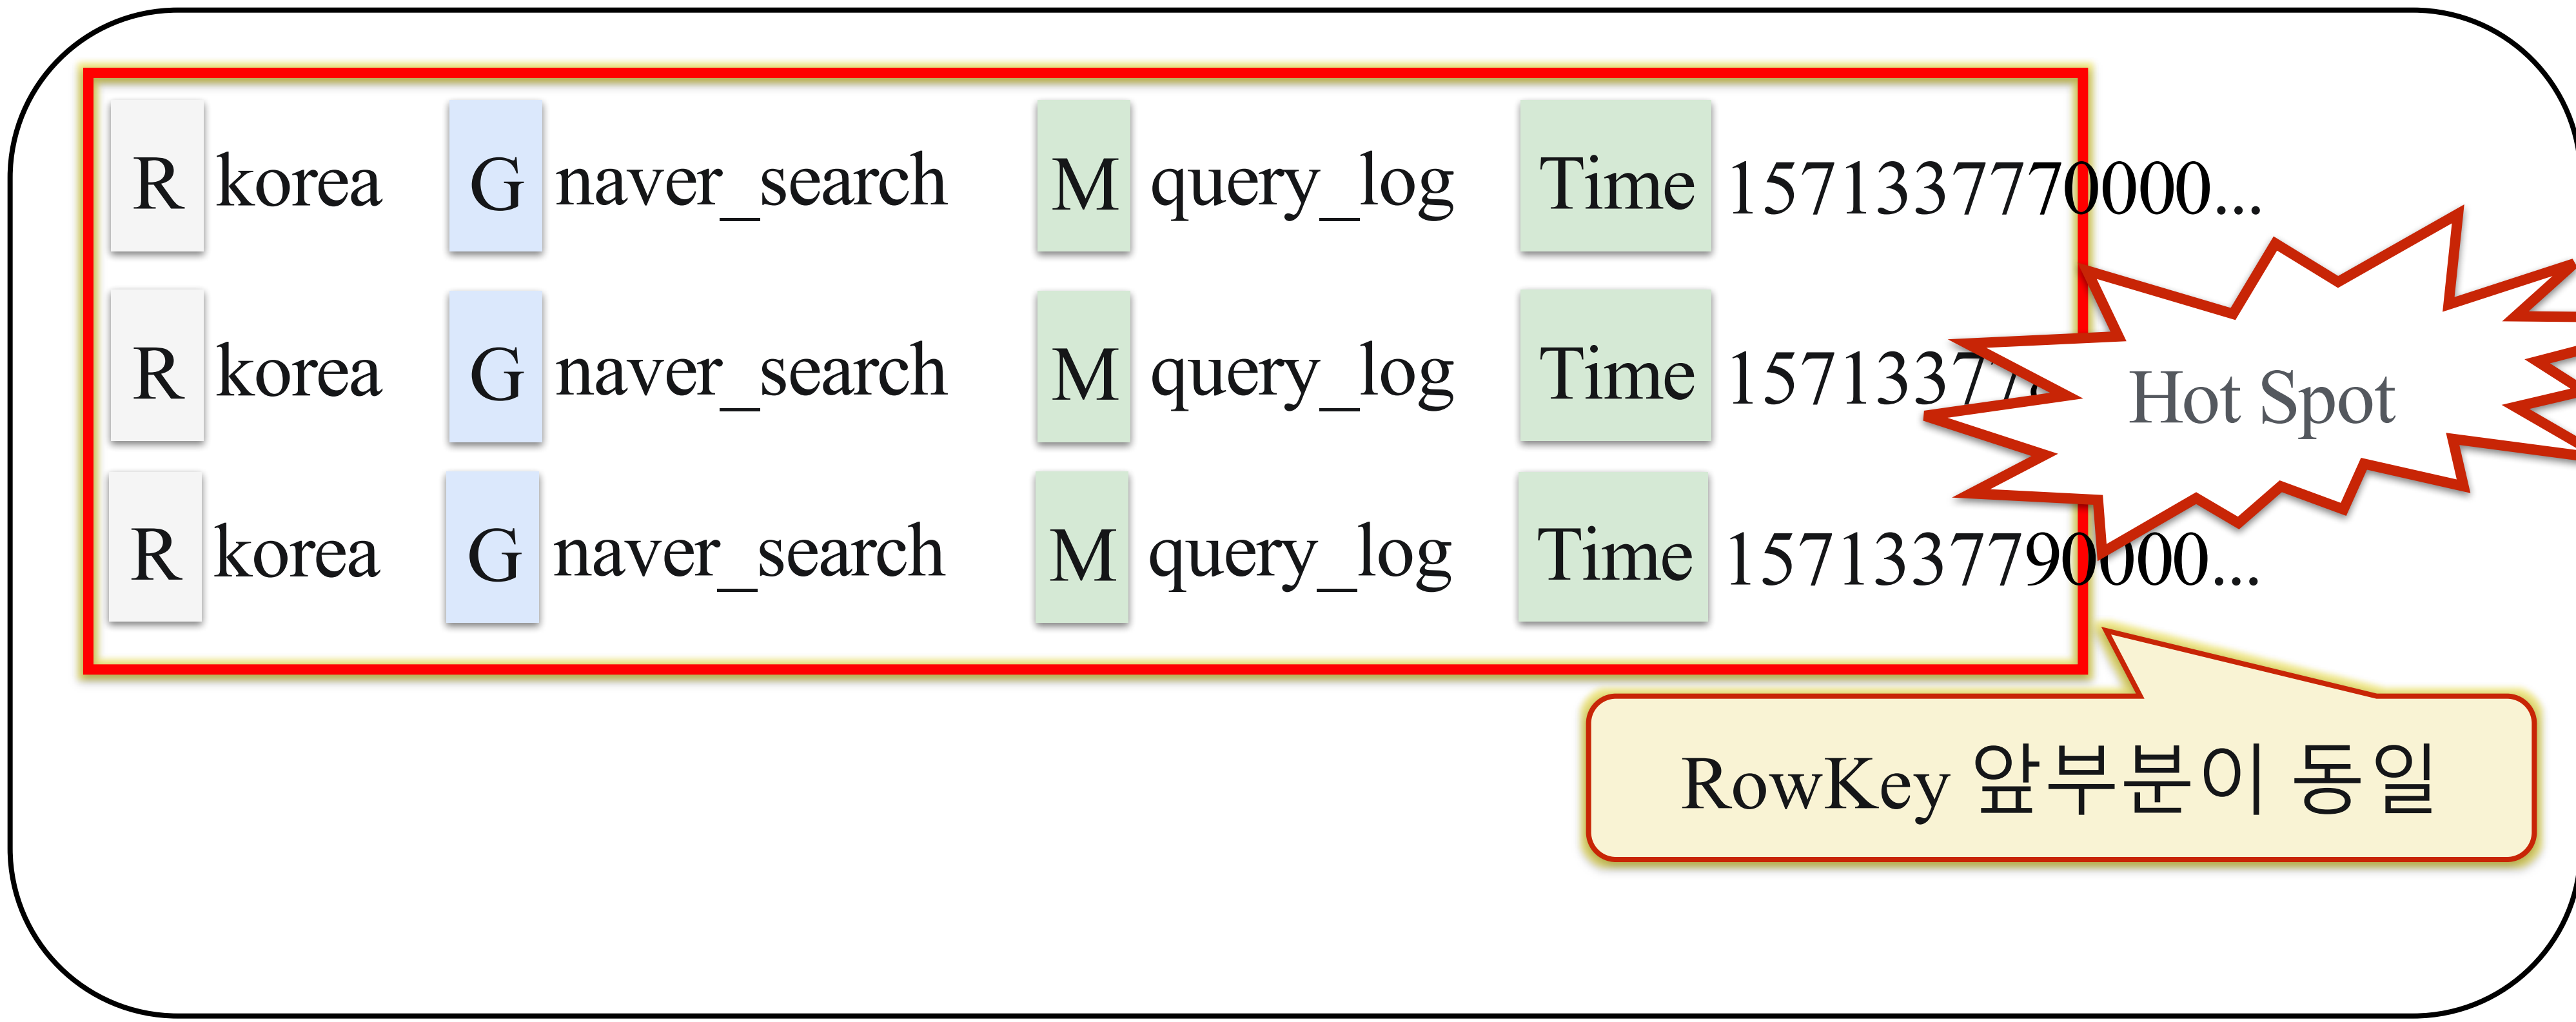 R korea G naver_search M query_log Time 1571337770000...
R korea G naver_search M query_log Time
Hot Spot
R korea G naver_search M query_log Time 1571337790000...
RowKey 앞부분이 동일